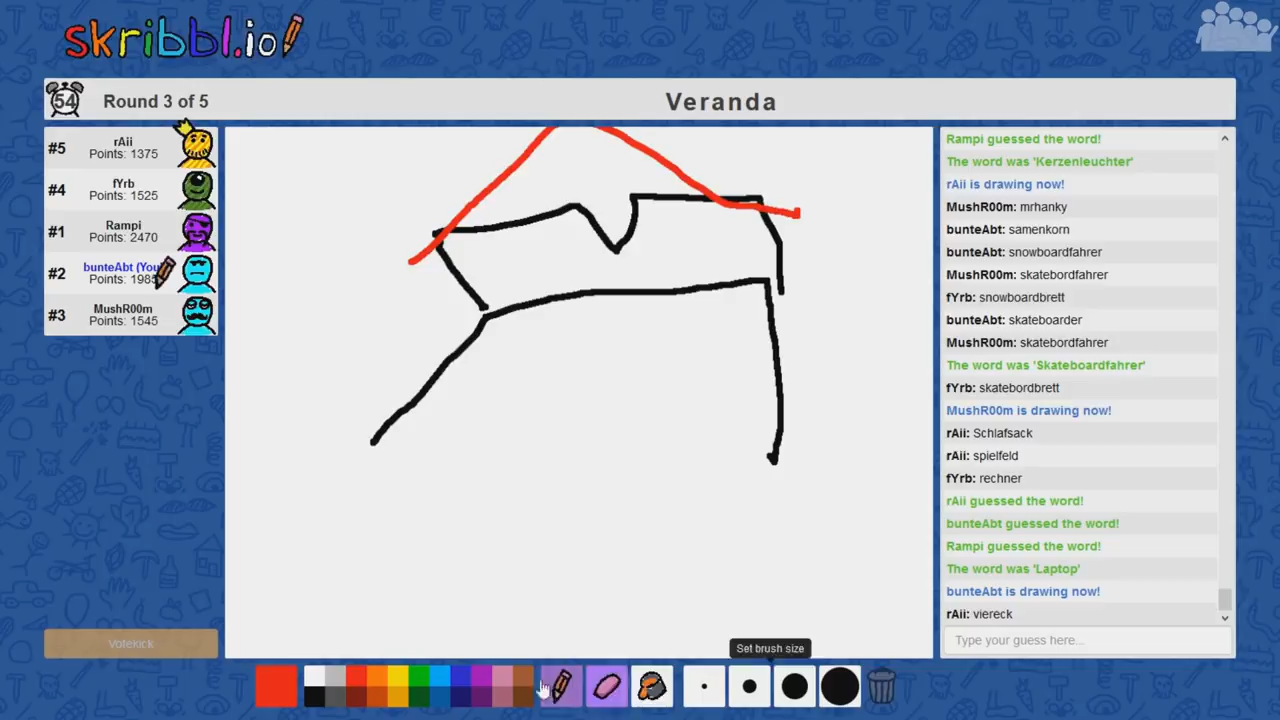 skribbl.io
54
Round 3 of 5
Veranda
#5
rAii
Points: 1375
#4
fYrb
Points: 1525
#1
Rampi
Points: 2470
#2
bunteAbt (You
Points: 1985
#3
MushR00m
Points: 1545
Votekick
Rampi guessed the word!
The word was 'Kerzenleuchter'
rAii is drawing now!
MushR00m: mrhanky
bunteAbt: samenkorn
bunteAbt: snowboardfahrer
MushR00m: skatebordfahrer
fYrb: snowboardbrett
bunteAbt: skateboarder
MushR00m: skatebordfahrer
The word was 'Skateboardfahrer'
fYrb: skatebordbrett
MushR00m is drawing now!
rAii: Schlafsack
rAii: spielfeld
fYrb: rechner
rAii guessed the word!
bunteAbt guessed the word!
Rampi guessed the word!
The word was 'Laptop'
bunteAbt is drawing now!
rAii: viereck
Type your guess here...
Set brush size